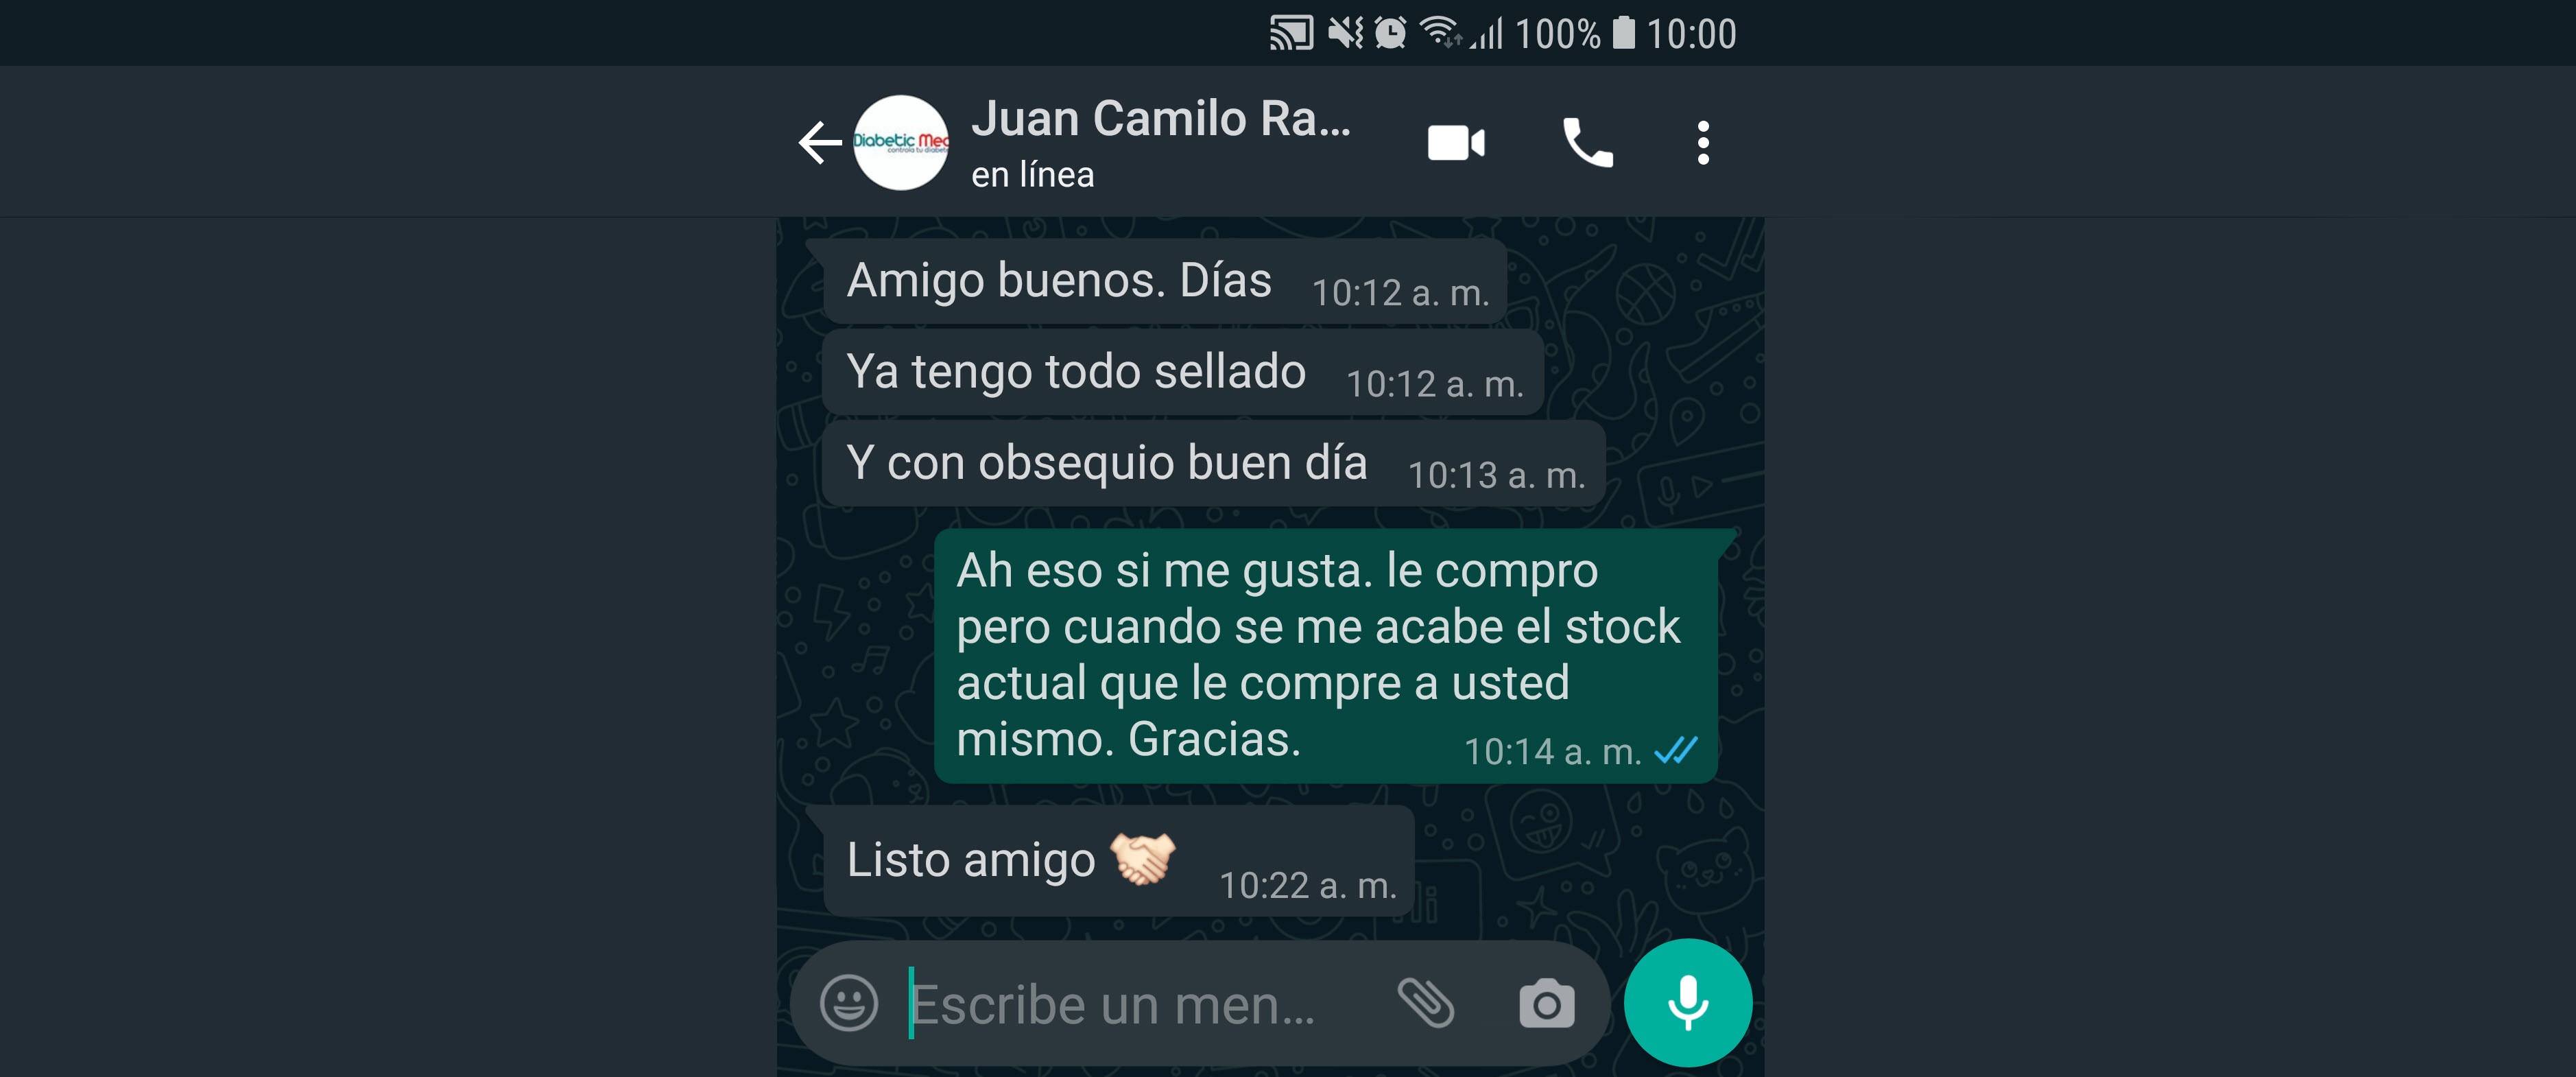 100% 10:00
Juan Camilo Ra...
en línea
Diabetic Med
controla tu diabete
Amigo buenos. Días 10:12 a. m.
Ya tengo todo sellado 10:12 a. m.
Y con obsequio buen día 10:13 a. m.
Ah eso si me gusta. le compro
pero cuando se me acabe el stock
actual que le compre a usted
mismo. Gracias. 10:14 a. m.
Listo amigo 🤝🏻 10:22 a. m.
Escribe un men...